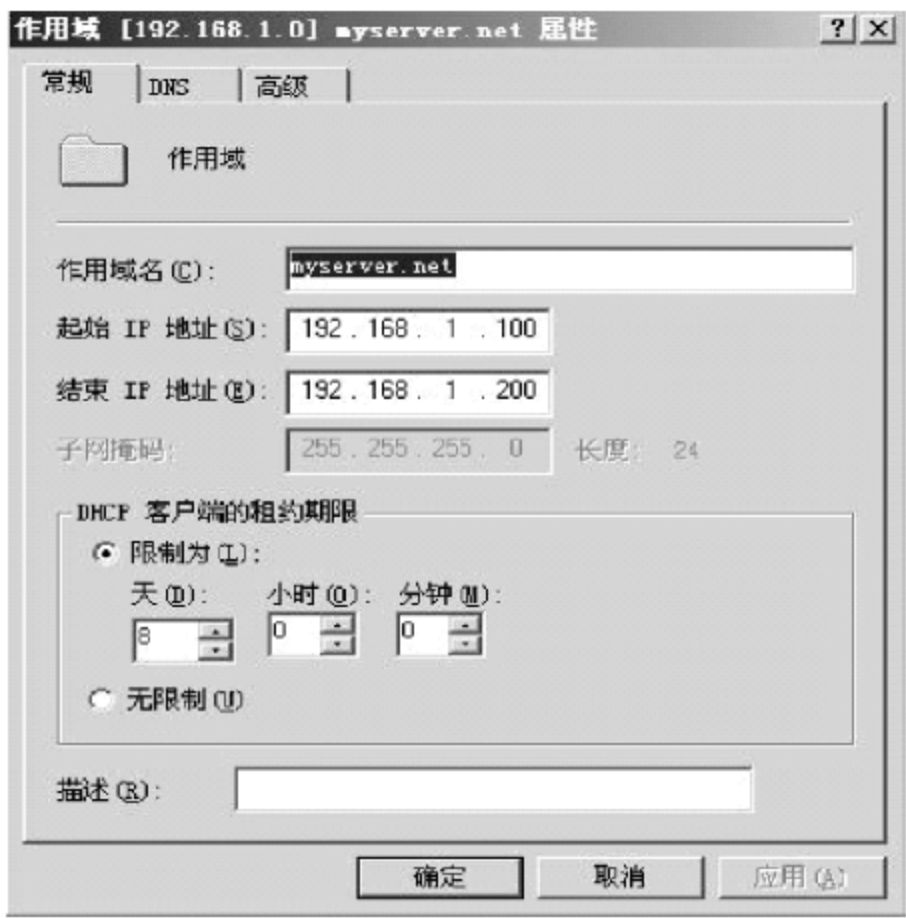 作用域 [192.168.1.0] myserver.net 属性
常规 DNS 高级
作用域
作用域名(C): myserver.net
起始 IP 地址(S): 192 . 168 . 1 . 100
结束 IP 地址(E): 192 . 168 . 1 . 200
子网掩码: 255 . 255 . 255 . 0 长度: 24
DHCP 客户端的租约期限
限制为(L):
天(D): 小时(O): 分钟(M):
8 0 0
无限制(U)
描述(R):
确定 取消 应用(A)